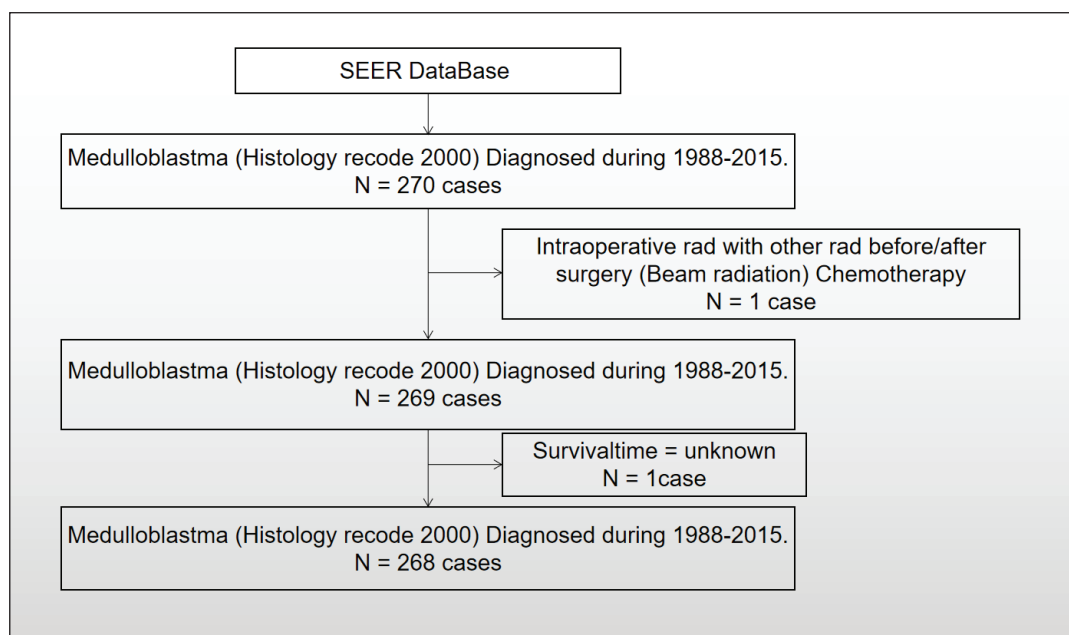 SEER DataBase
Medulloblastma (Histology recode 2000) Diagnosed during 1988-2015.
N = 270 cases
Intraoperative rad with other rad before/after
surgery (Beam radiation) Chemotherapy
N = 1 case
Medulloblastma (Histology recode 2000) Diagnosed during 1988-2015.
N = 269 cases
Survivaltime = unknown
N = 1case
Medulloblastma (Histology recode 2000) Diagnosed during 1988-2015.
N = 268 cases